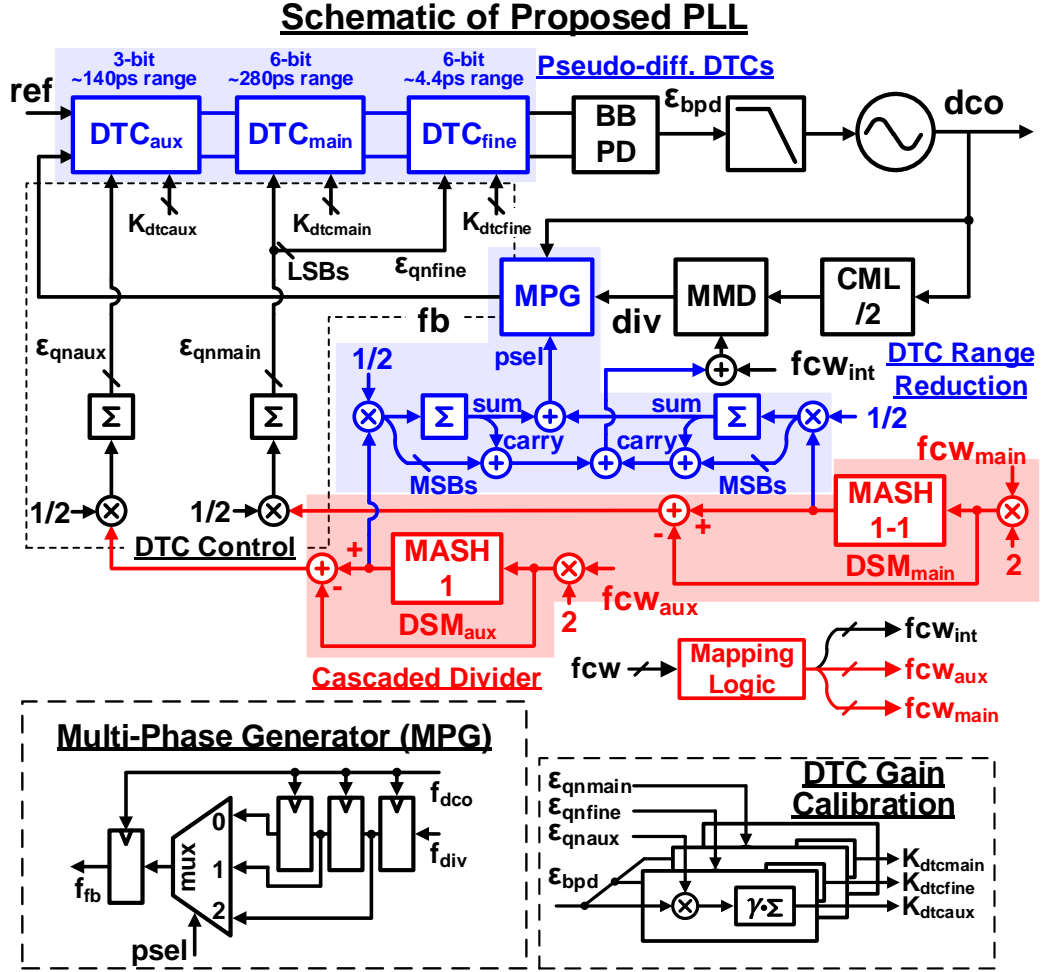 Schematic of Proposed PLL
3-bit
~140ps range
6-bit
~280ps range
6-bit
~4.4ps range
Pseudo-diff. DTCs
ref
DTCaux
DTCmain
DTCfine
BB
PD
εbpd
dco
Kdtcaux
Kdtcmain
Kdtcfine
LSBs
εqnfine
MPG
MMD
CML
/2
fb
div
εqnaux
εqnmain
psel
fcwint
DTC Range
Reduction
1/2
Σ
Σ
Σ
sum
sum
Σ
1/2
carry
carry
MSBs
MSBs
fcwmain
1/2
1/2
MASH
1-1
+
-
2
DTC Control
DSMmain
+
-
MASH
1
fcwaux
2
DSMaux
Cascaded Divider
fcw
Mapping
Logic
fcwint
fcwaux
fcwmain
Multi-Phase Generator (MPG)
fdco
fdiv
ffb
mux
0
1
2
psel
DTC Gain
Calibration
εqnmain
εqnfine
εqnaux
εbpd
γ·Σ
Kdtcmain
Kdtcfine
Kdtcaux